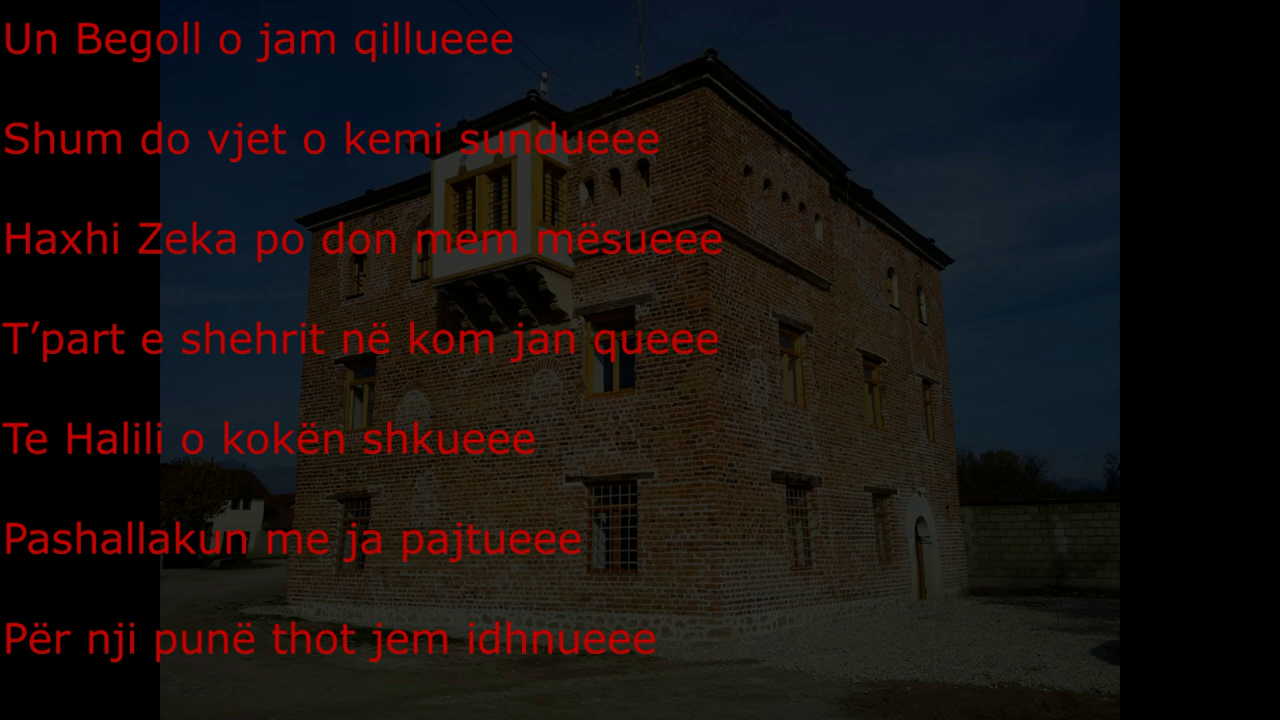 Un Begoll o jam qillueee
Shum do vjet o kemi sundueee
Haxhi Zeka po don mem mësueee
T’part e shehrit në kom jan queee
Te Halili o kokën shkueee
Pashallakun me ja pajtueee
Për nji punë thot jem idhnueee